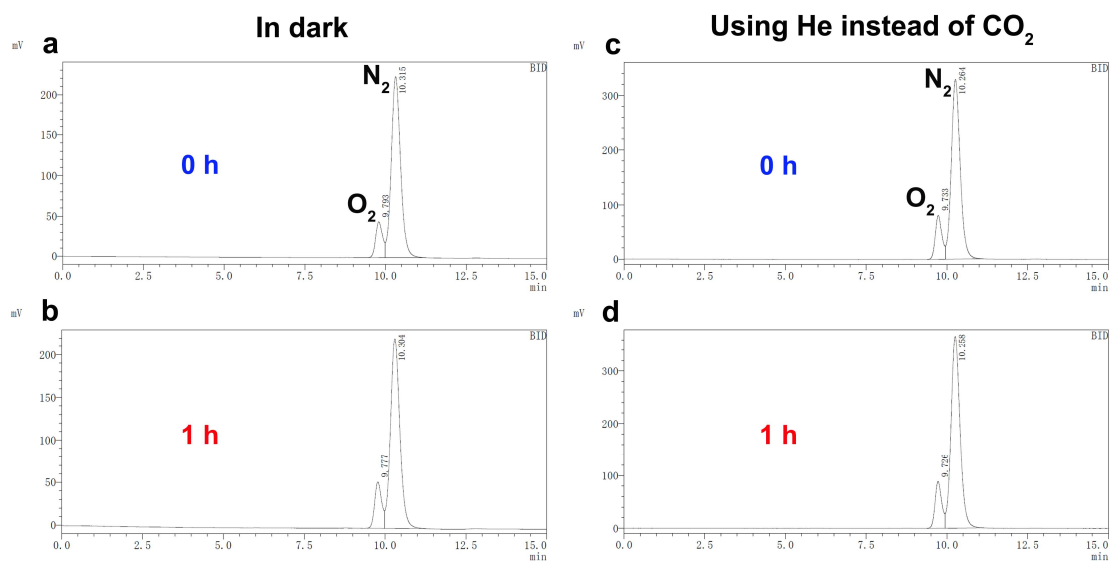 In dark
Using He instead of CO2
a
mV
BID
N2
10.315
200
150
0 h
100
O2
9.793
50
0
0.0 2.5 5.0 7.5 10.0 12.5 15.0
min
c
mV
BID
N2
10.264
300
200
0 h
O2
9.733
100
0
0.0 2.5 5.0 7.5 10.0 12.5 15.0
min
b
mV
BID
10.304
200
150
1 h
100
9.777
50
0
0.0 2.5 5.0 7.5 10.0 12.5 15.0
min
d
mV
BID
10.258
300
200
1 h
9.726
100
0
0.0 2.5 5.0 7.5 10.0 12.5 15.0
min